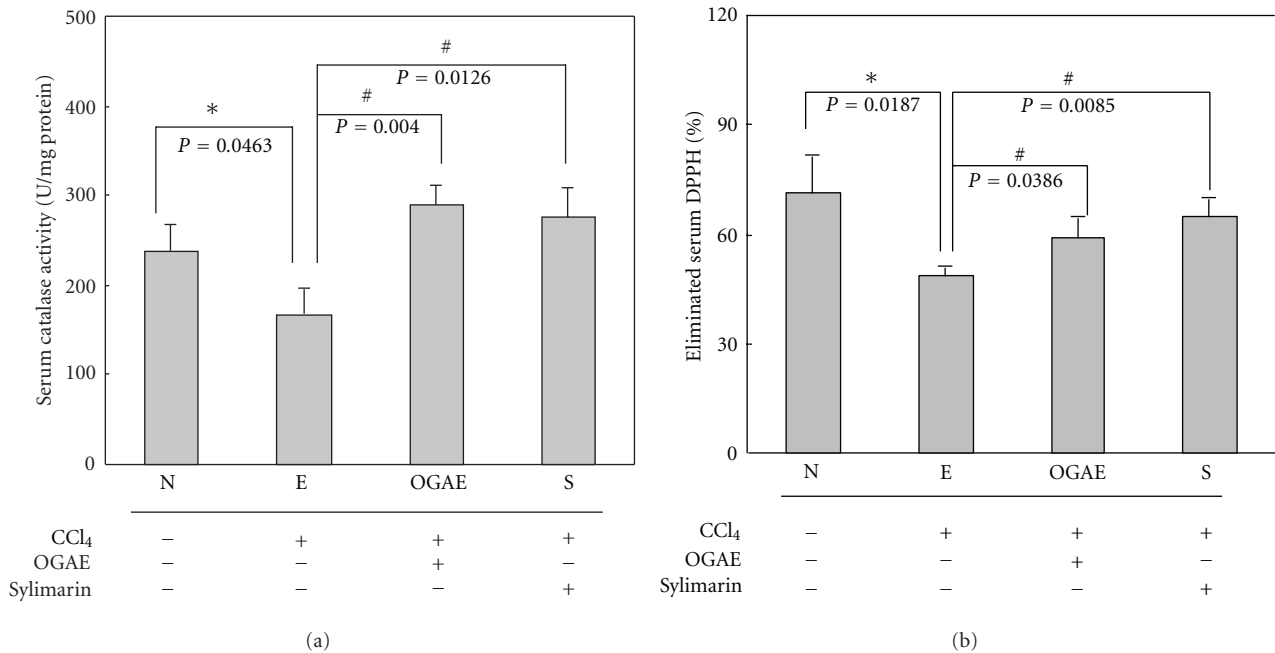 500
400
300
200
100
0
Serum catalase activity (U/mg protein)
*
P = 0.0463
#
P = 0.004
#
P = 0.0126
N E OGAE S
CCl₄ − + + +
OGAE − − + −
Sylimarin − − − +
(a)
120
90
60
30
0
Eliminated serum DPPH (%)
*
P = 0.0187
#
P = 0.0386
#
P = 0.0085
N E OGAE S
CCl₄ − + + +
OGAE − − + −
Sylimarin − − − +
(b)